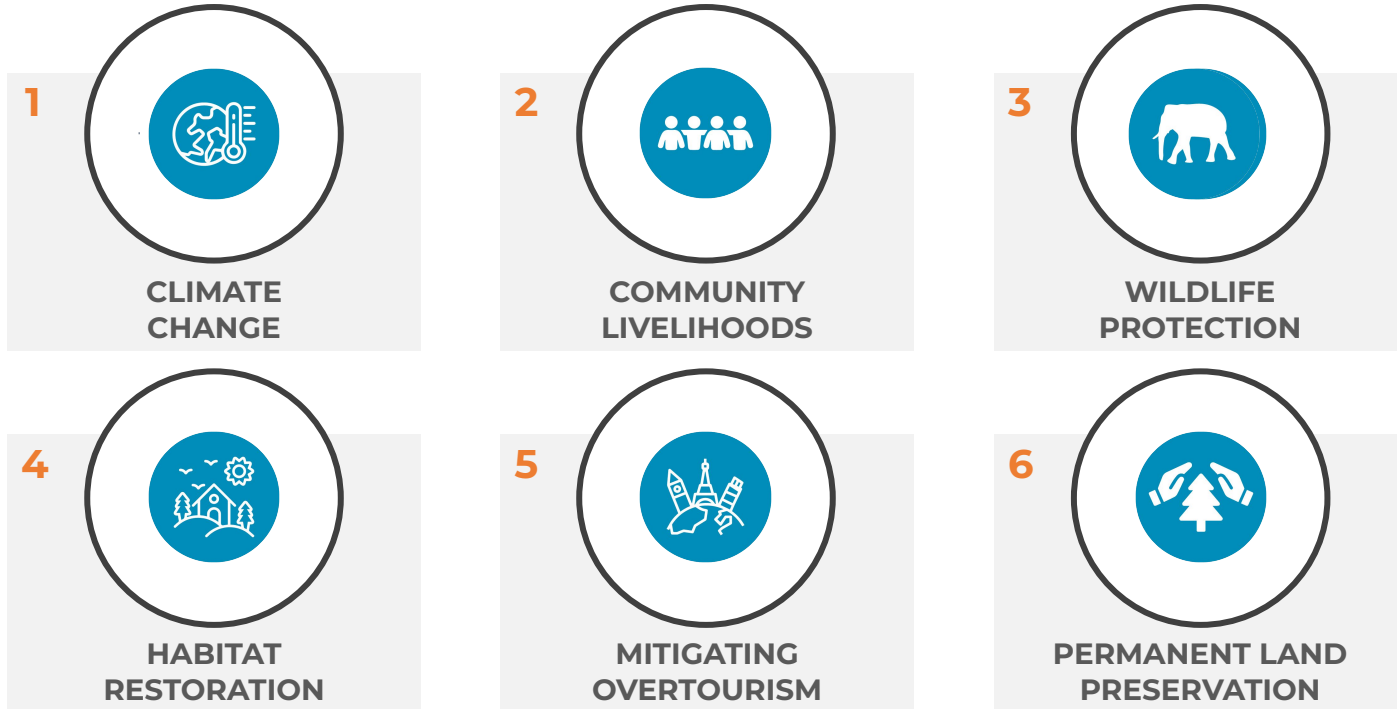 1
CLIMATE
CHANGE
2
COMMUNITY
LIVELIHOODS
3
WILDLIFE
PROTECTION
4
HABITAT
RESTORATION
5
MITIGATING
OVERTOURISM
6
PERMANENT LAND
PRESERVATION